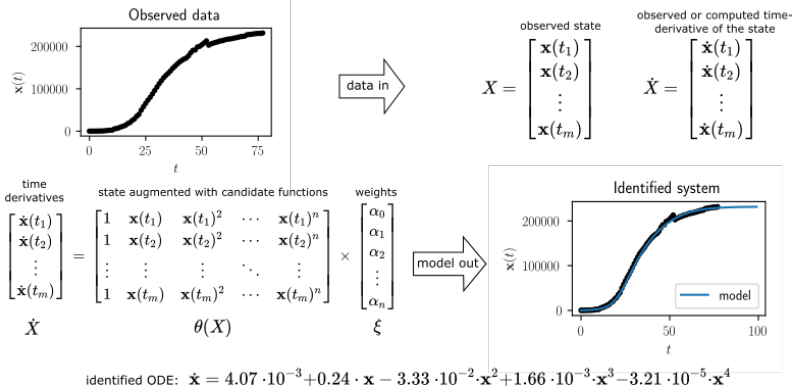 Observed data
200000
100000
0
x(t)
0 25 50 75
t
data in
observed state
X = [x(t₁) x(t₂) ⋮ x(tₘ)]
observed or computed time-
derivative of the state
Ẋ = [ẋ(t₁) ẋ(t₂) ⋮ ẋ(tₘ)]
time
derivatives
state augmented with candidate functions
weights
ẋ(t₁) 1 x(t₁) x(t₁)² ⋯ x(t₁)ⁿ α₀
ẋ(t₂) = 1 x(t₂) x(t₂)² ⋯ x(t₂)ⁿ × α₁
α₂
⋮ ⋮ ⋮ ⋮ ⋱ ⋮ ⋮
ẋ(tₘ) 1 x(tₘ) x(tₘ)² ⋯ x(tₘ)ⁿ αₙ
Ẋ θ(X) ξ
model out
Identified system
200000
100000
0
x(t)
model
0 50 100
t
identified ODE: ẋ = 4.07 ·10⁻³+0.24 · x − 3.33 ·10⁻²·x²+1.66 ·10⁻³·x³−3.21 ·10⁻⁵·x⁴